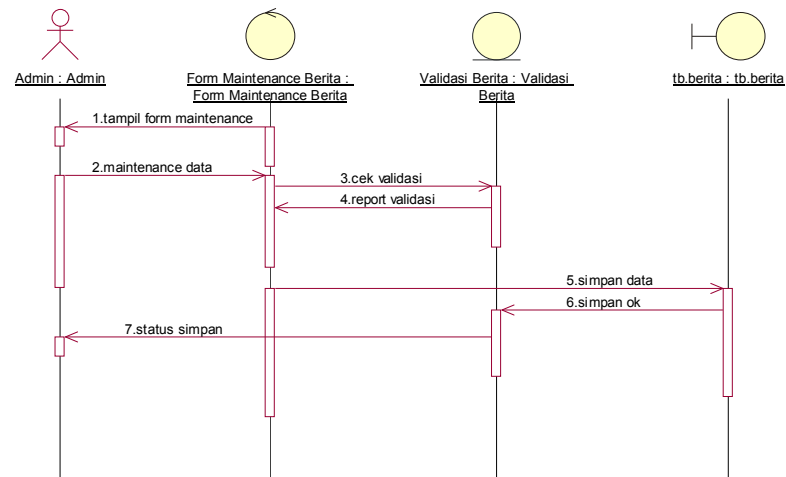 Admin : Admin
Form Maintenance Berita :
Form Maintenance Berita
Validasi Berita : Validasi
Berita
tb.berita : tb.berita
1.tampil form maintenance
2.maintenance data
3.cek validasi
4.report validasi
5.simpan data
6.simpan ok
7.status simpan